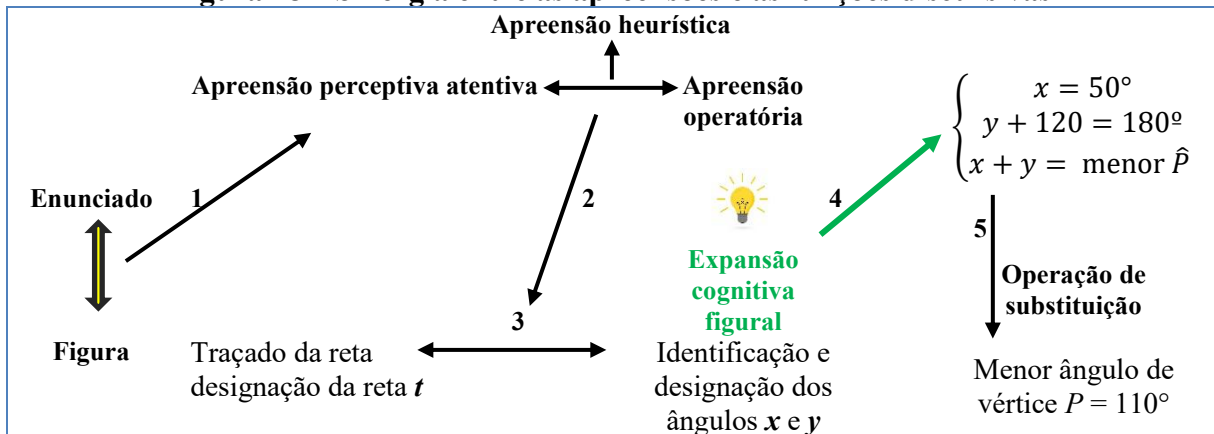 Apreensão heurística
Apreensão perceptiva atentiva
Apreensão
operatória
x = 50°
y + 120 = 180º
x + y = menor P̂
Enunciado
1
2
4
5
Expansão
cognitiva
figural
Operação de
substituição
3
Figura
Traçado da reta
designação da reta t
Identificação e
designação dos
ângulos x e y
Menor ângulo de
vértice P = 110°